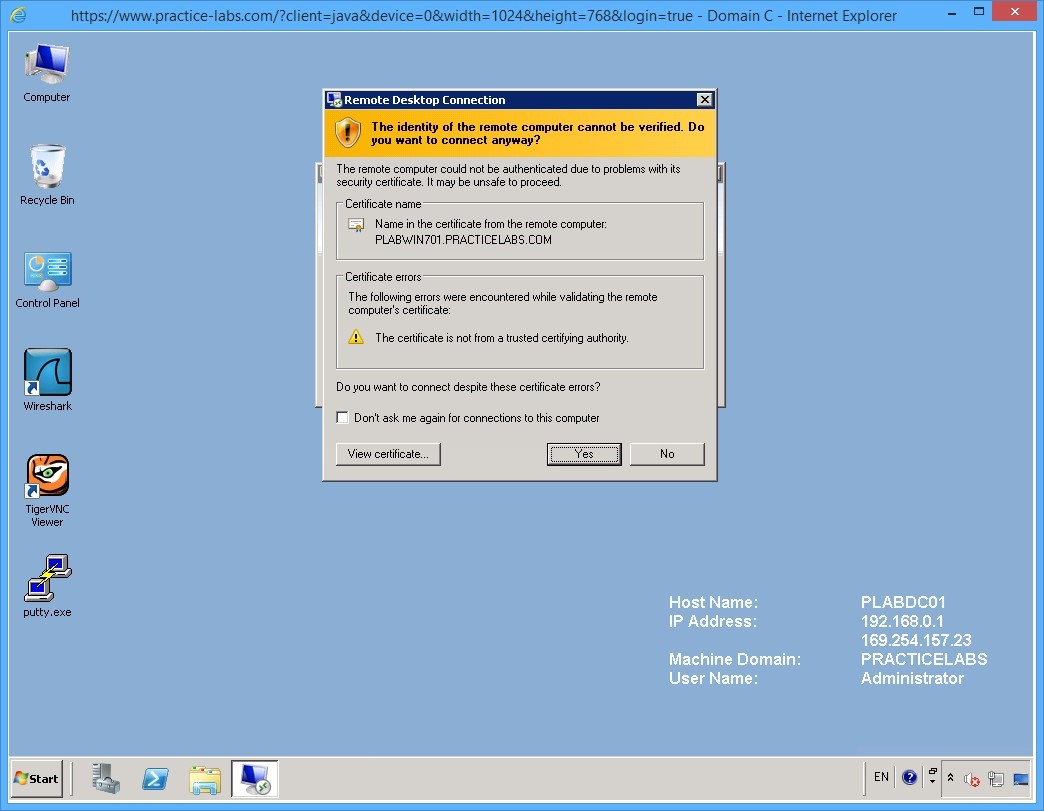 https://www.practice-labs.com/?client=java&device=0&width=1024&height=768&login=true - Domain C - Internet Explorer
Computer
Recycle Bin
Control Panel
Wireshark
TigerVNC
Viewer
putty.exe
Remote Desktop Connection
The identity of the remote computer cannot be verified. Do
you want to connect anyway?
The remote computer could not be authenticated due to problems with its
security certificate. It may be unsafe to proceed.
Certificate name
Name in the certificate from the remote computer:
PLABWIN701.PRACTICELABS.COM
Certificate errors
The following errors were encountered while validating the remote
computer's certificate:
The certificate is not from a trusted certifying authority.
Do you want to connect despite these certificate errors?
Don't ask me again for connections to this computer
View certificate...
Yes
No
Host Name: PLABDC01
IP Address: 192.168.0.1
169.254.157.23
Machine Domain: PRACTICELABS
User Name: Administrator
Start
EN